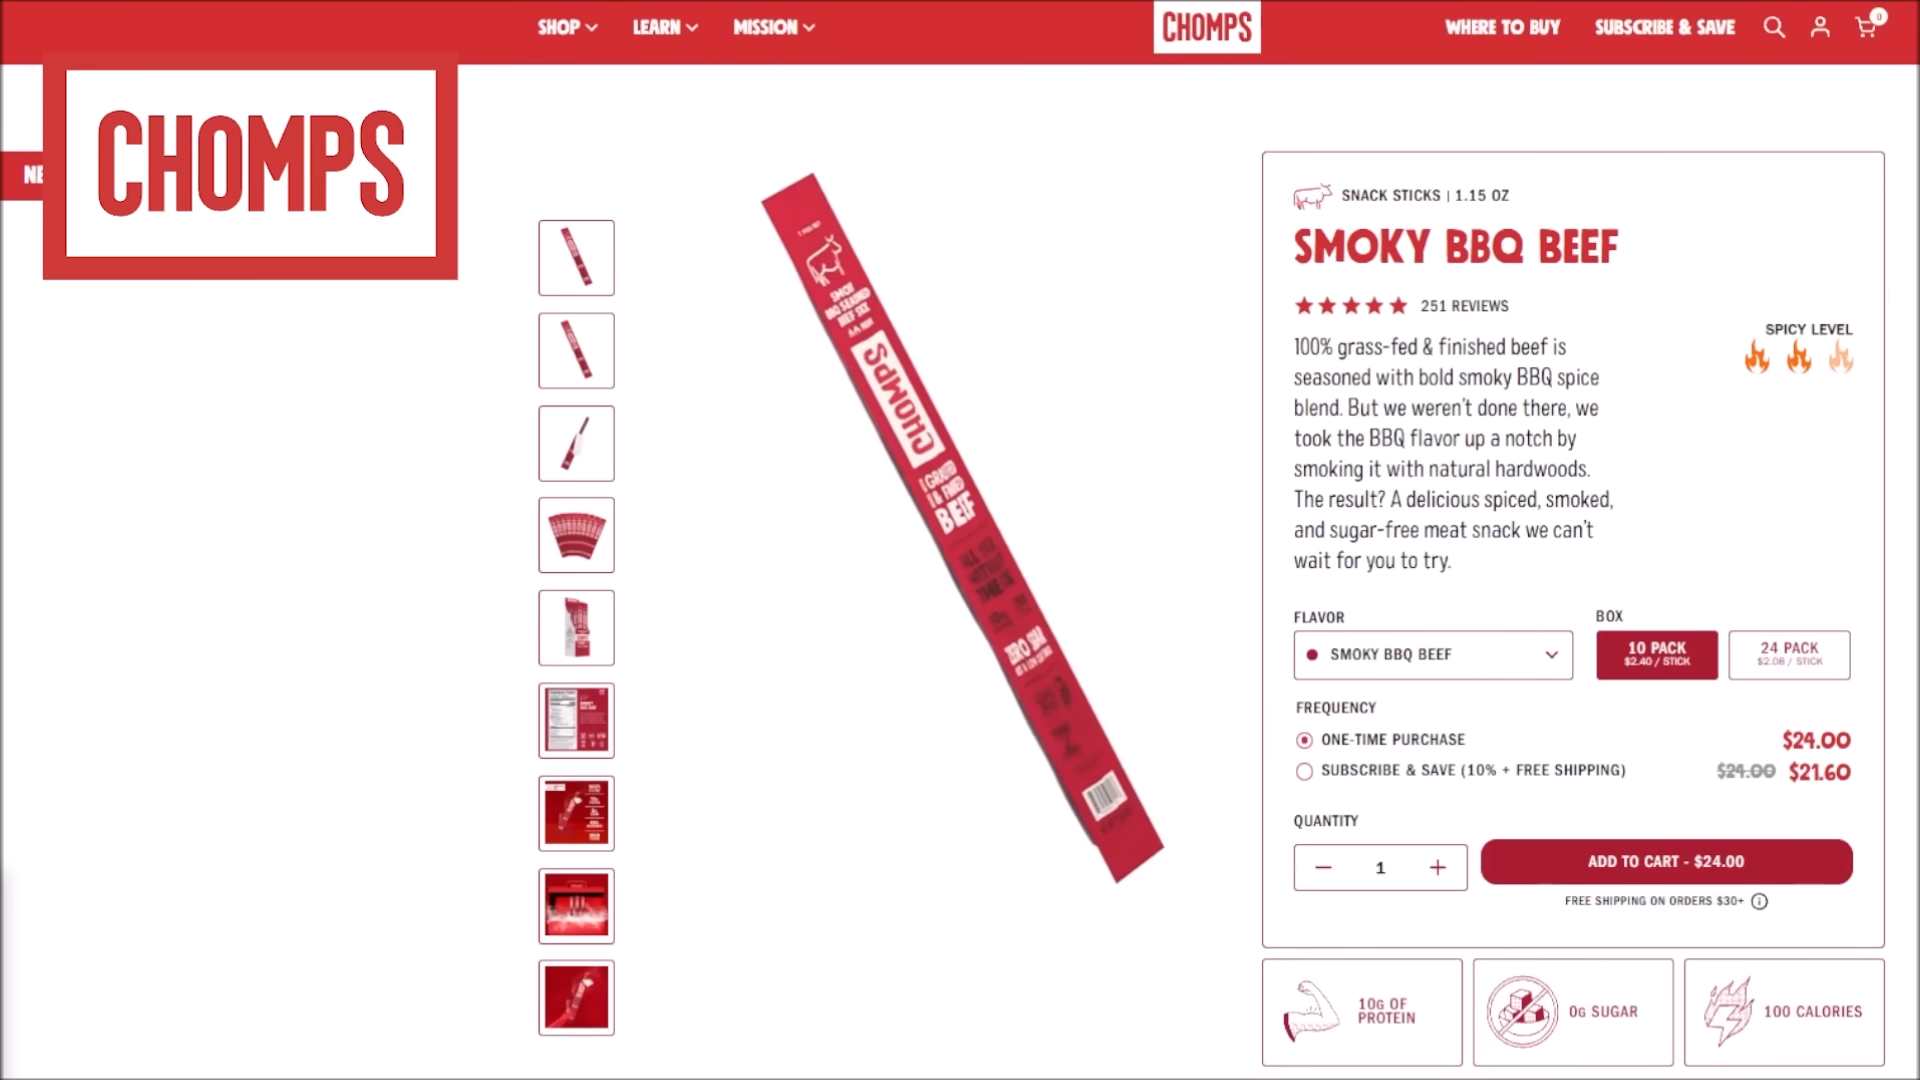 SHOP
LEARN
MISSION
CHOMPS
WHERE TO BUY
SUBSCRIBE & SAVE
0
CHOMPS
NE
CHOMPS
BEEF
SNACK STICKS | 1.15 OZ
SMOKY BBQ BEEF
251 REVIEWS
SPICY LEVEL
100% grass-fed & finished beef is
seasoned with bold smoky BBQ spice
blend. But we weren't done there, we
took the BBQ flavor up a notch by
smoking it with natural hardwoods.
The result? A delicious spiced, smoked,
and sugar-free meat snack we can't
wait for you to try.
FLAVOR
BOX
SMOKY BBQ BEEF
10 PACK
$2.40 / STICK
24 PACK
$2.08 / STICK
FREQUENCY
ONE-TIME PURCHASE
$24.00
SUBSCRIBE & SAVE (10% + FREE SHIPPING)
$24.00 $21.60
QUANTITY
1
ADD TO CART - $24.00
FREE SHIPPING ON ORDERS $30+
10G OF
PROTEIN
0G SUGAR
100 CALORIES